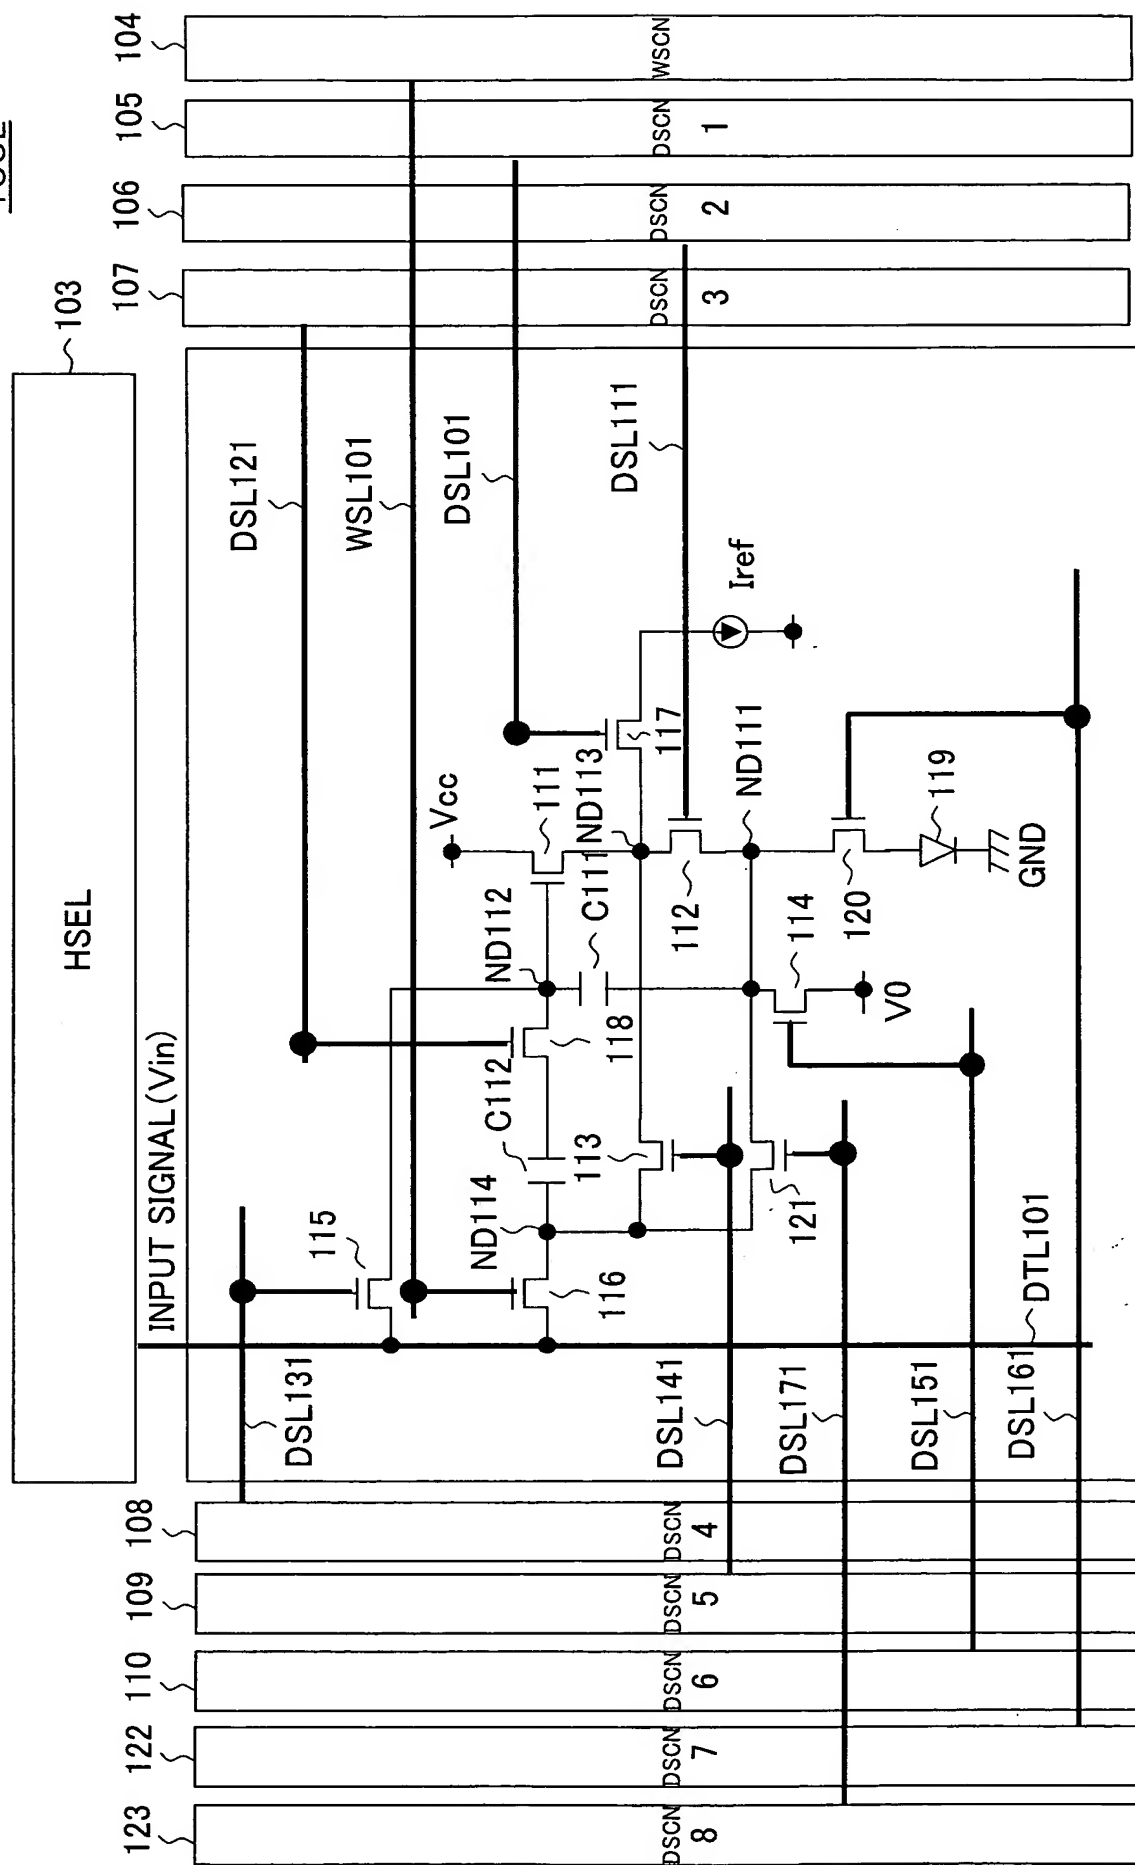 HSEL
103
123
122
110
109
108
107
106
105
104
INPUT SIGNAL(Vin)
DSL121
DSL131
115
WSL101
DSL101
Vcc
ND114
C112
ND112
111
ND113
116
113
118
C111
117
DSL111
DSCN
8
DSCN
7
DSCN
6
DSCN
5
DSCN
4
DSCN
3
DSCN
2
DSCN
1
WSCN
DSL141
112
Iref
ND111
DSL171
121
114
120
119
V0
DSL151
DSL161
DTL101
GND